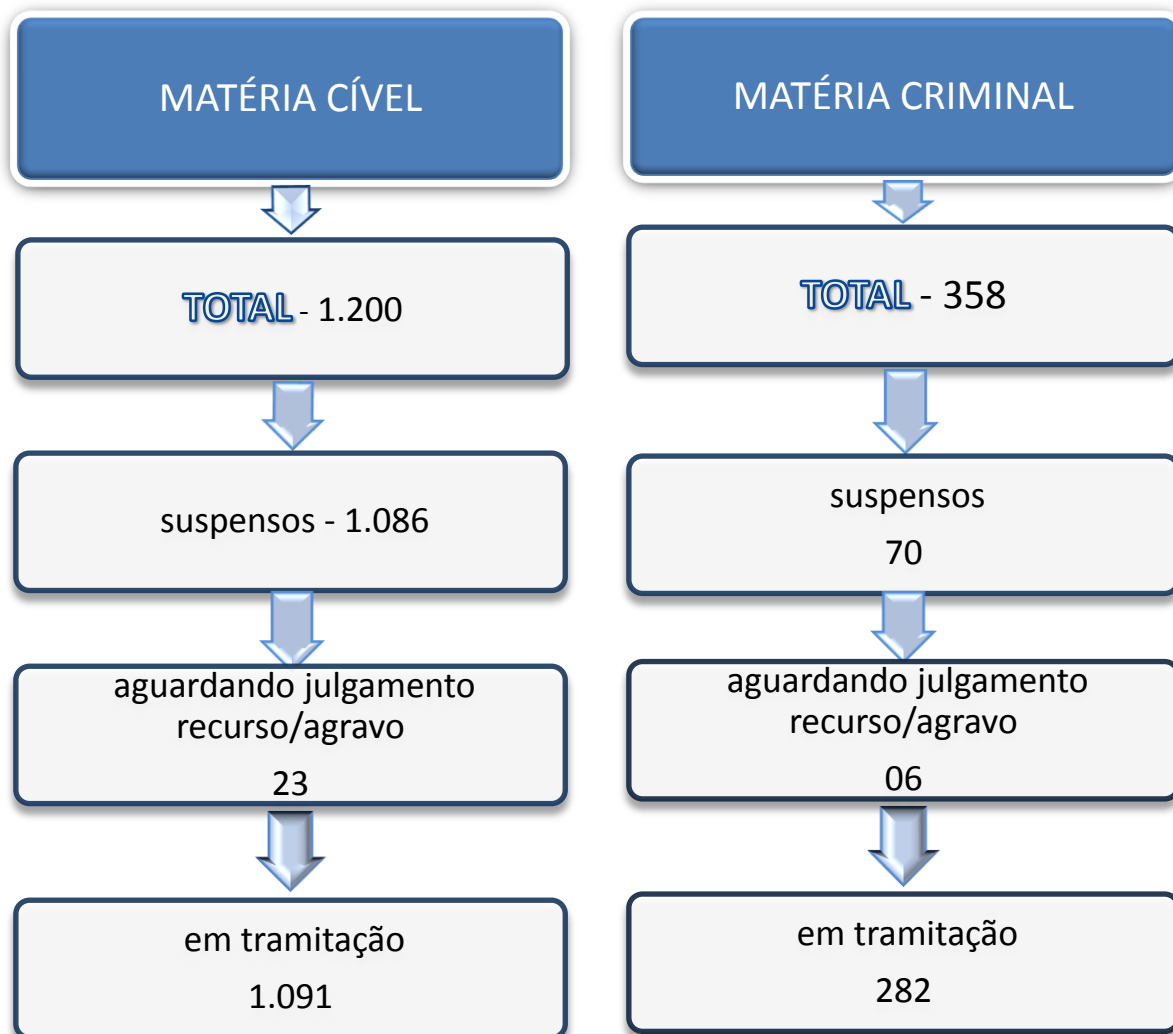 MATÉRIA CÍVEL
TOTAL - 1.200
suspensos - 1.086
aguardando julgamento
recurso/agravo
23
em tramitação
1.091
MATÉRIA CRIMINAL
TOTAL - 358
suspensos
70
aguardando julgamento
recurso/agravo
06
em tramitação
282